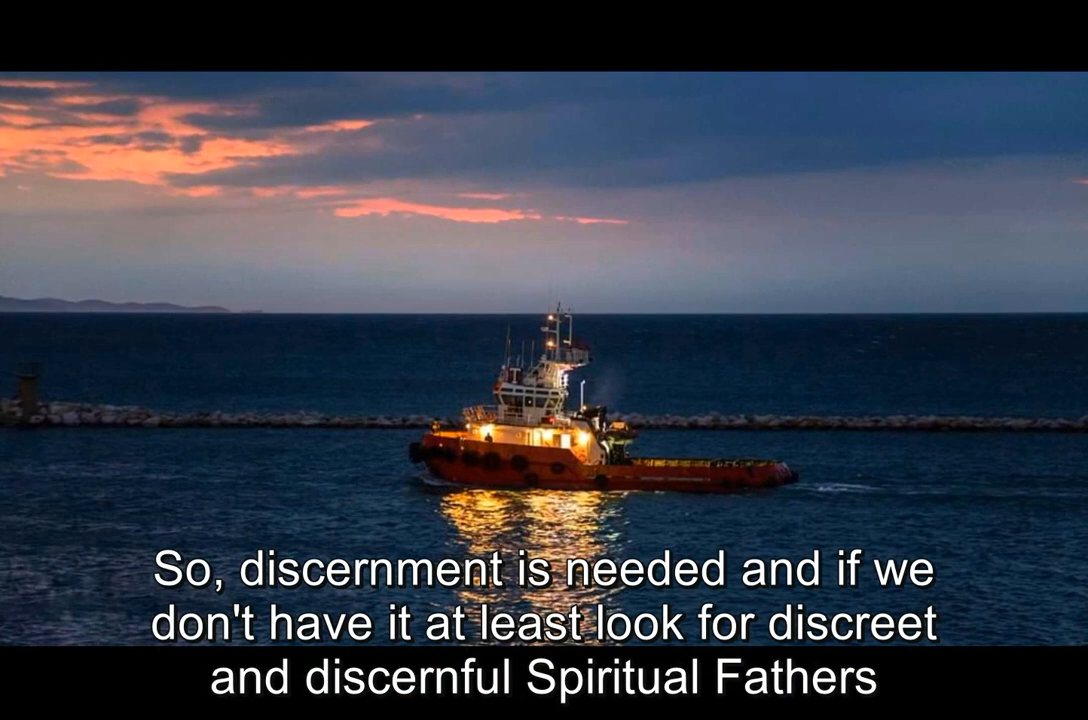 So, discernment is needed and if we
don't have it at least look for discreet
and discernful Spiritual Fathers